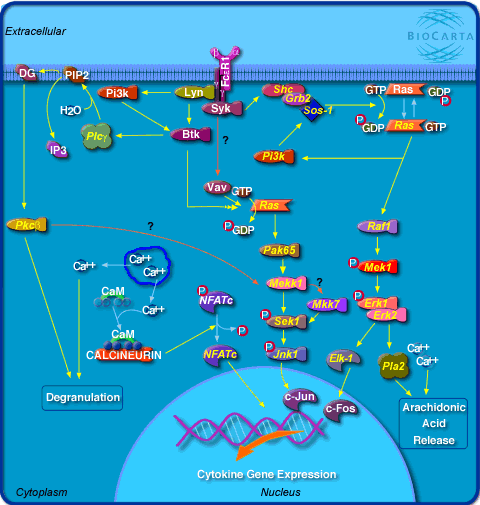 Extracellular
BIOCARTA
FCεR1
DG
PIP2
Pi3k
Lyn
γ γ
Syk
Shc
Grb2
Sos-1
GTP
Ras
GDP
P
H2O
Plcγ
IP3
Btk
?
P
GDP
Ras
GTP
Pi3k
Vav
GTP
Ras
P
GDP
Pkcβ
?
Raf1
Pak65
Ca++
Ca++
Ca++
P
Mek1
Mekk1
?
CaM
Ca++
P
NFATc
Mkk7
P
Erk1
Erk2
CaM
CALCINEURIN
P
P
Sek1
NFATc
P
Jnk1
Elk-1
Pla2
Ca++
Ca++
Degranulation
c-Jun
c-Fos
Arachidonic
Acid
Release
Cytokine Gene Expression
Cytoplasm
Nucleus